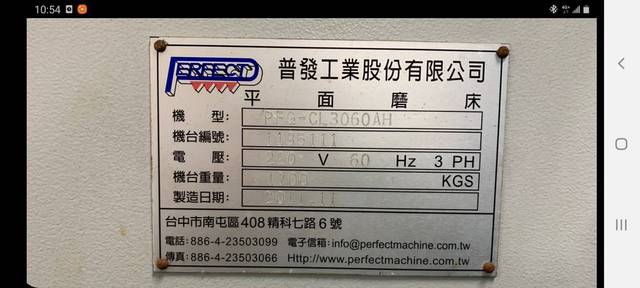 10:54
PERFECT
普發工業股份有限公司
平面磨床
機型: PFG-CL3060AH
機台編號: 1195111
電壓: 220 V 60 Hz 3 PH
機台重量: KGS
製造日期: 2011.11
台中市南屯區408精科七路6號
電話:886-4-23503099 電子信箱:info@perfectmachine.com.tw
傳真:886-4-23503066 Http://www.perfectmachine.com.tw